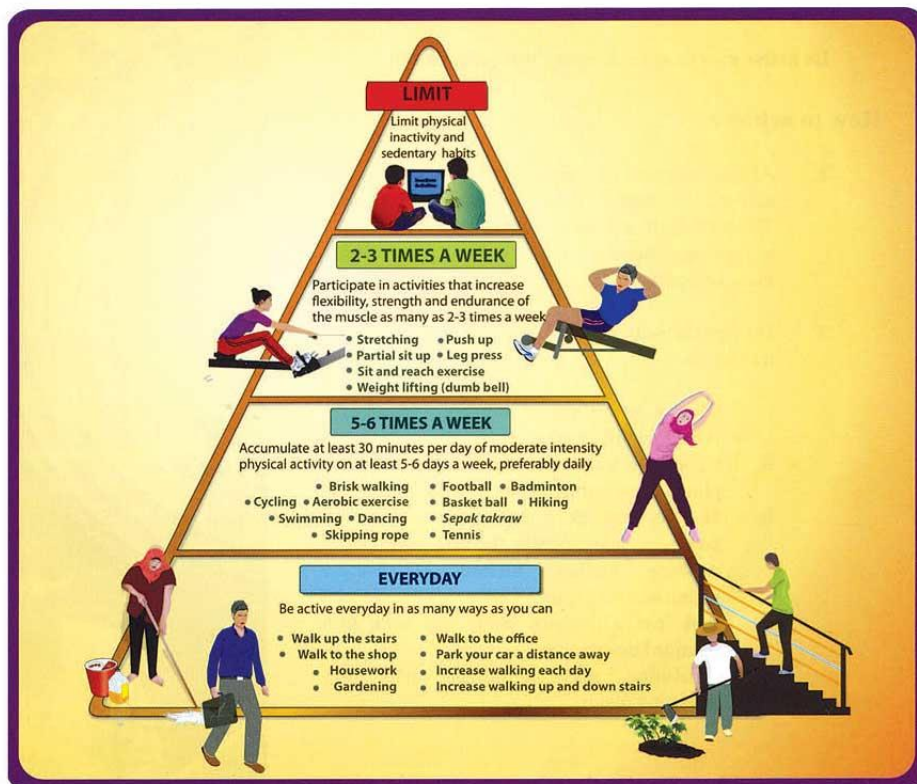 LIMIT
Limit physical
inactivity and
sedentary habits
2-3 TIMES A WEEK
Participate in activities that increase
flexibility, strength and endurance of
the muscle as many as 2-3 times a week
• Stretching • Push up
• Partial sit up • Leg press
• Sit and reach exercise
• Weight lifting (dumb bell)
5-6 TIMES A WEEK
Accumulate at least 30 minutes per day of moderate intensity
physical activity on at least 5-6 days a week, preferably daily
• Brisk walking • Football • Badminton
• Cycling • Aerobic exercise • Basket ball • Hiking
• Swimming • Dancing • Sepak takraw
• Skipping rope • Tennis
EVERYDAY
Be active everyday in as many ways as you can
• Walk up the stairs • Walk to the office
• Walk to the shop • Park your car a distance away
• Housework • Increase walking each day
• Gardening • Increase walking up and down stairs